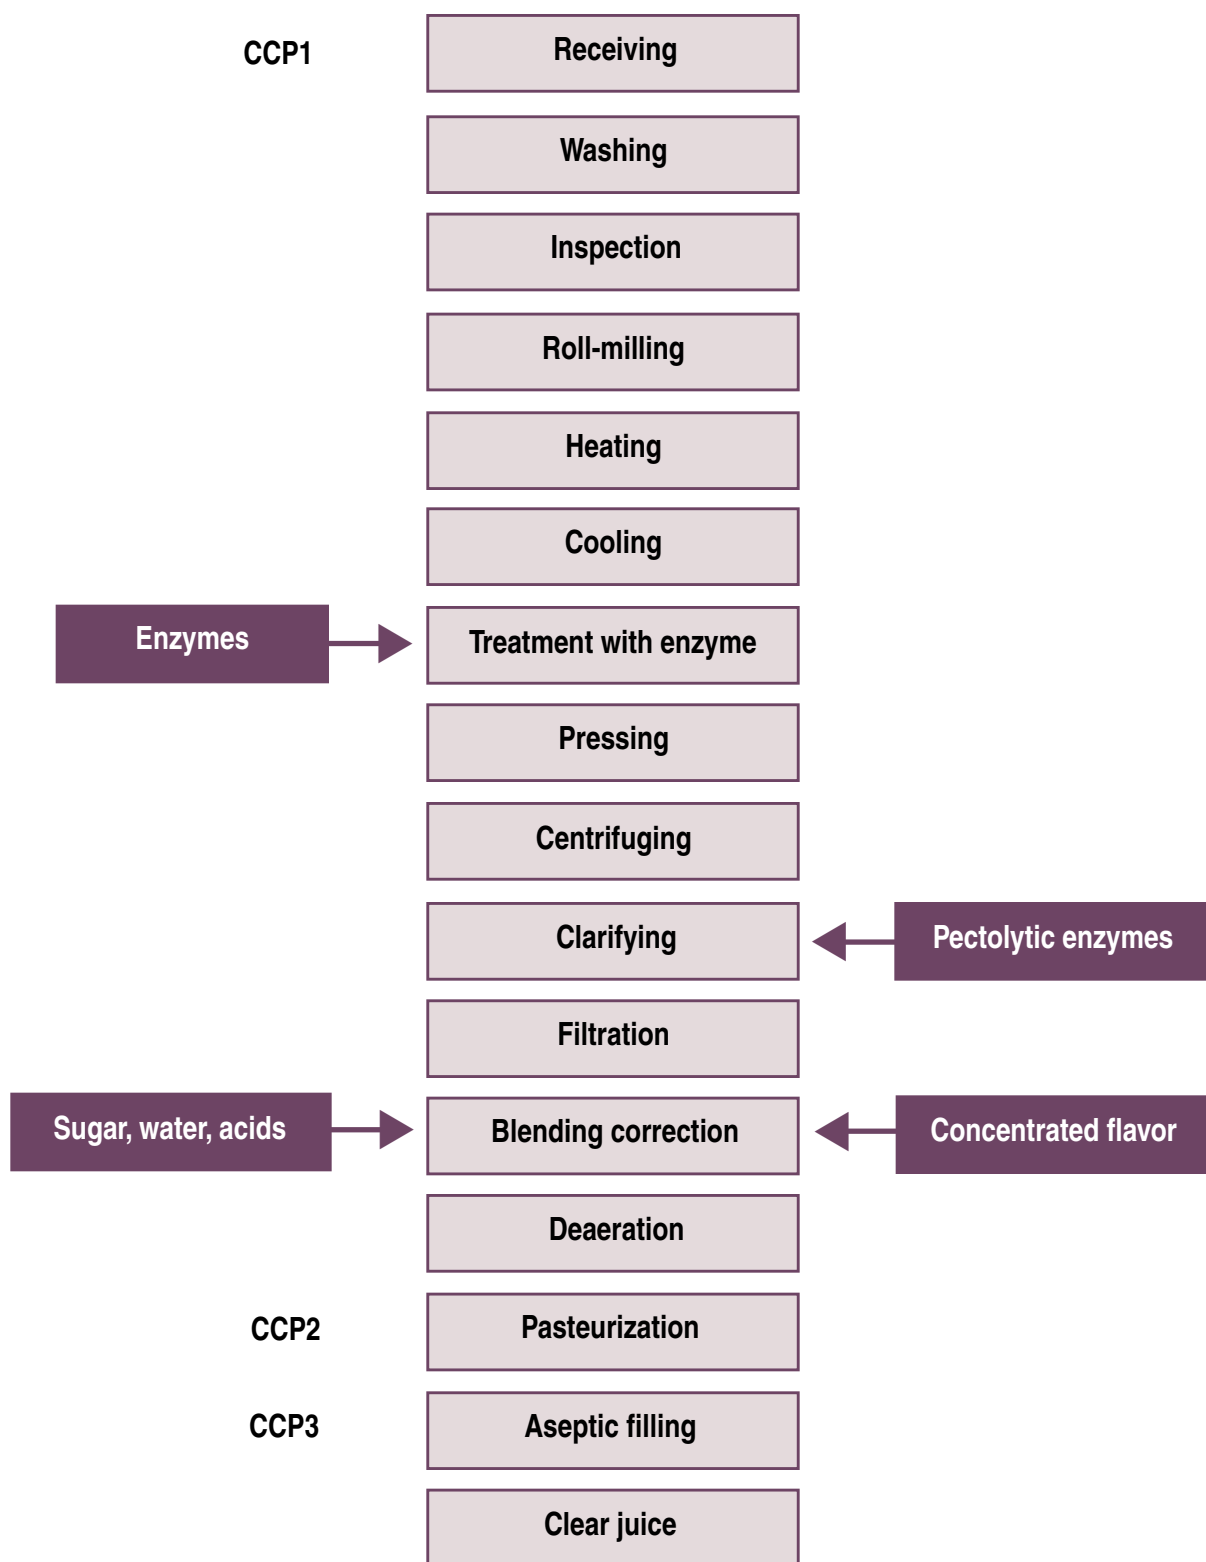 CCP1
Receiving
Washing
Inspection
Roll-milling
Heating
Cooling
Enzymes
Treatment with enzyme
Pressing
Centrifuging
Clarifying
Pectolytic enzymes
Filtration
Sugar, water, acids
Blending correction
Concentrated flavor
Deaeration
CCP2
Pasteurization
CCP3
Aseptic filling
Clear juice